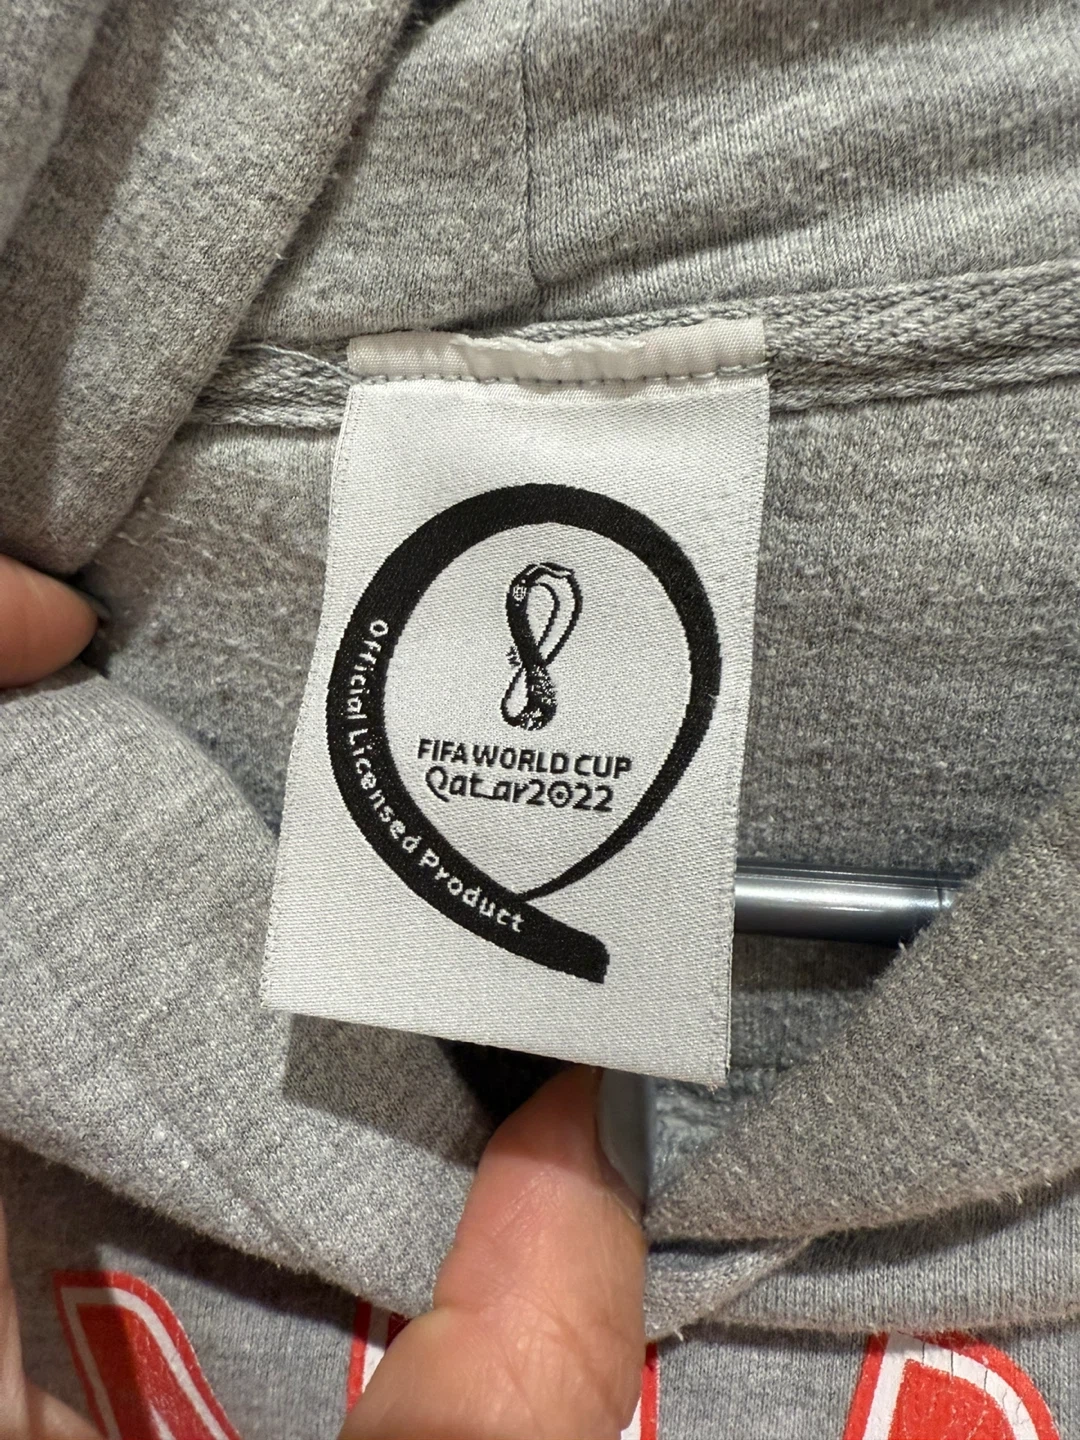 Official Licensed Product
FIFA WORLD CUP
Qatar2022